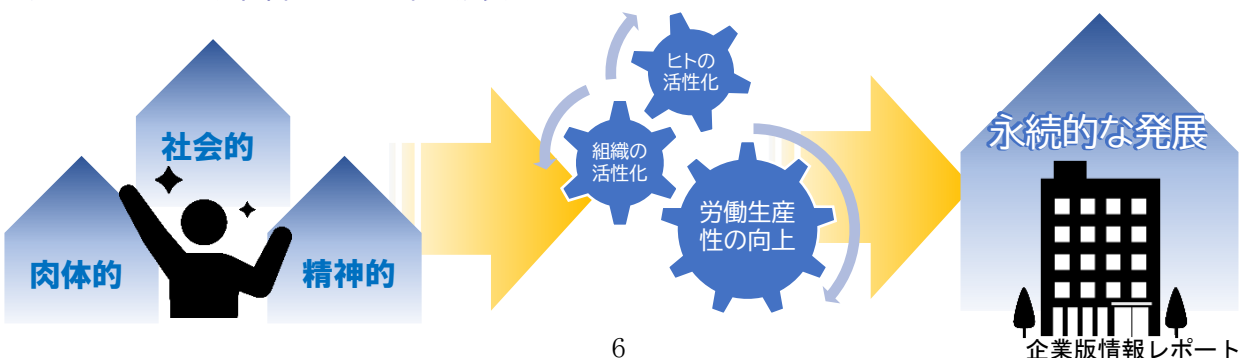 社会的
肉体的
精神的
ヒトの
活性化
組織の
活性化
労働生産
性の向上
永続的な発展
6
企業版情報レポート